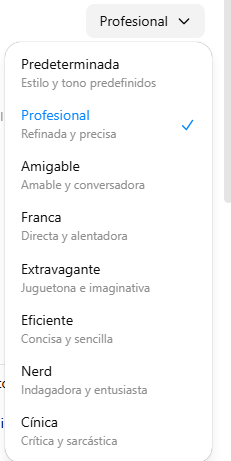 Profesional
Predeterminada
Estilo y tono predefinidos
Profesional
Refinada y precisa
Amigable
Amable y conversadora
Franca
Directa y alentadora
Extravagante
Juguetona e imaginativa
Eficiente
Concisa y sencilla
Nerd
Indagadora y entusiasta
Cínica
Crítica y sarcástica